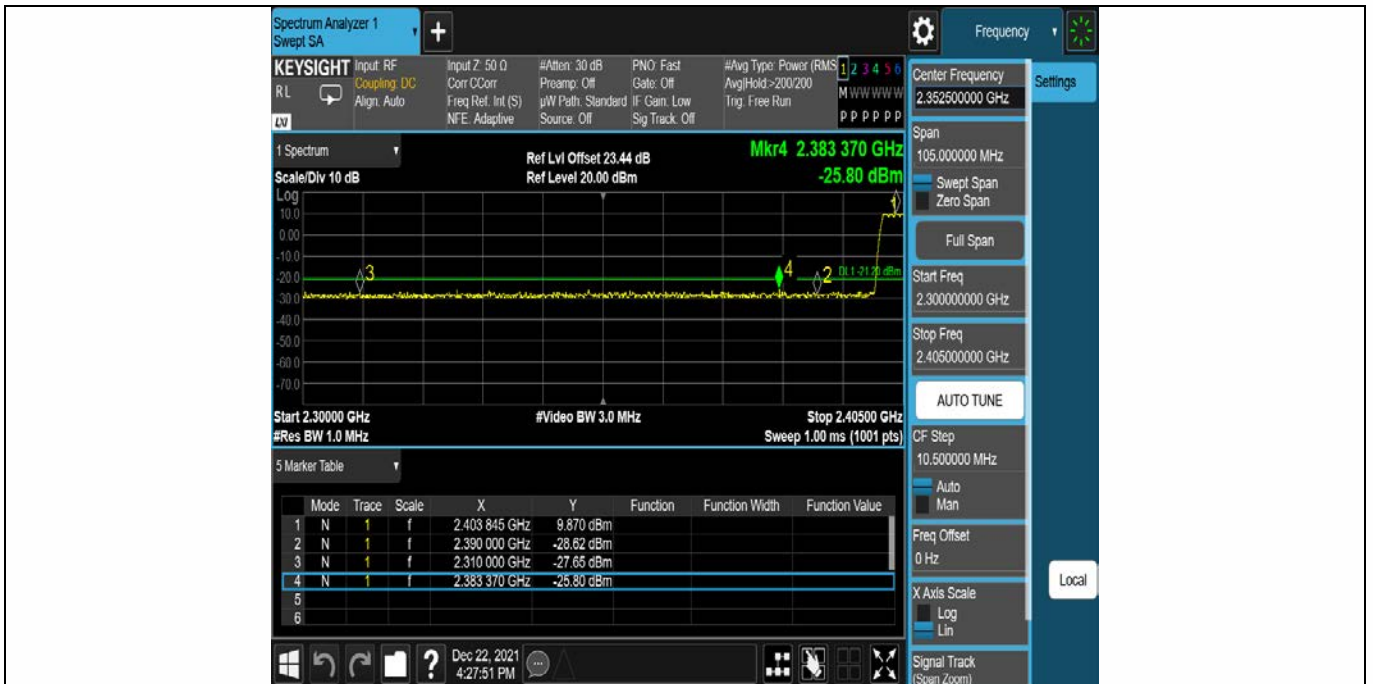 Spectrum Analyzer 1
Swept SA
+
Frequency
KEYSIGHT
RL
LXI
Input: RF
Coupling: DC
Align: Auto
Input Z: 50 Ω
Corr CCorr
Freq Ref: Int (S)
NFE: Adaptive
#Atten: 30 dB
Preamp: Off
µW Path: Standard
Source: Off
PNO: Fast
Gate: Off
IF Gain: Low
Sig Track: Off
#Avg Type: Power (RMS
Avg|Hold:>200/200
Trig: Free Run
1 2 3 4 5 6
M W W W W W
P P P P P P
1 Spectrum
Scale/Div 10 dB
Ref Lvl Offset 23.44 dB
Ref Level 20.00 dBm
Mkr4 2.383 370 GHz
-25.80 dBm
Log
10.0
0.00
-10.0
-20.0
-30.0
-40.0
-50.0
-60.0
-70.0
1
3
4
2
DL1 -21.20 dBm
Start 2.30000 GHz
#Video BW 3.0 MHz
Stop 2.40500 GHz
#Res BW 1.0 MHz
Sweep 1.00 ms (1001 pts)
5 Marker Table
Mode Trace Scale X Y Function Function Width Function Value
1 N 1 f 2.403 845 GHz 9.870 dBm
2 N 1 f 2.390 000 GHz -28.62 dBm
3 N 1 f 2.310 000 GHz -27.65 dBm
4 N 1 f 2.383 370 GHz -25.80 dBm
5
6
?
Dec 22, 2021
4:27:51 PM
Center Frequency
2.352500000 GHz
Settings
Span
105.000000 MHz
Swept Span
Zero Span
Full Span
Start Freq
2.300000000 GHz
Stop Freq
2.405000000 GHz
AUTO TUNE
CF Step
10.500000 MHz
Auto
Man
Freq Offset
0 Hz
X Axis Scale
Log
Lin
Local
Signal Track
(Span Zoom)